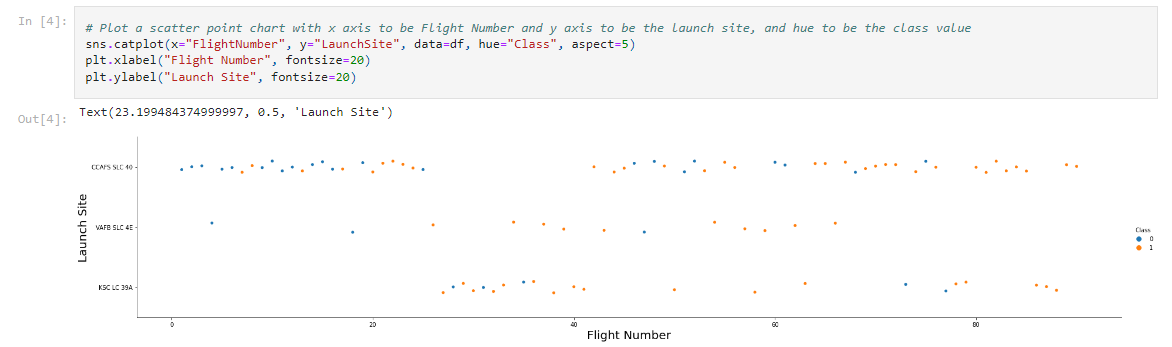 In [4]:
# Plot a scatter point chart with x axis to be Flight Number and y axis to be the launch site, and hue to be the class value
sns.catplot(x="FlightNumber", y="LaunchSite", data=df, hue="Class", aspect=5)
plt.xlabel("Flight Number", fontsize=20)
plt.ylabel("Launch Site", fontsize=20)
Out[4]:
Text(23.199484374999997, 0.5, 'Launch Site')
CCAFS SLC 40
VAFB SLC 4E
KSC LC 39A
Launch Site
Class
0
1
0 20 40 60 80
Flight Number